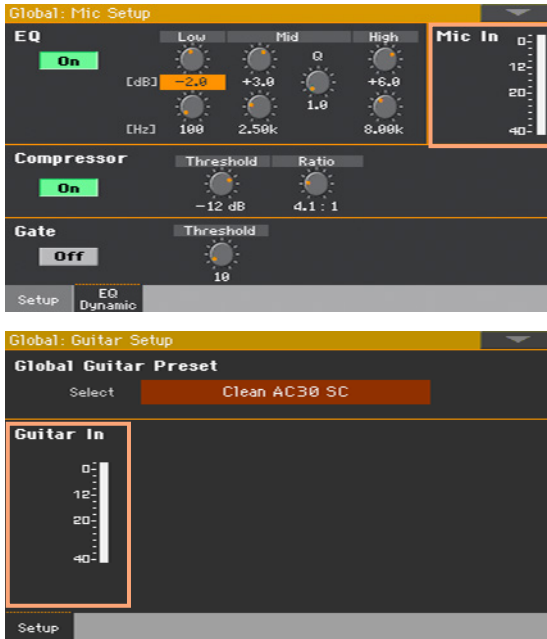 Global: Mic Setup
EQ
Low Mid High
Mic In
On
Q
[dB] -2.0 +3.0 1.0 +6.0
[Hz] 100 2.50k 8.00k
0
12
20
40
Compressor
Threshold Ratio
On
-12 dB 4.1 : 1
Gate
Threshold
Off
10
Setup
EQ
Dynamic
Global: Guitar Setup
Global Guitar Preset
Select Clean AC30 SC
Guitar In
0
12
20
40
Setup